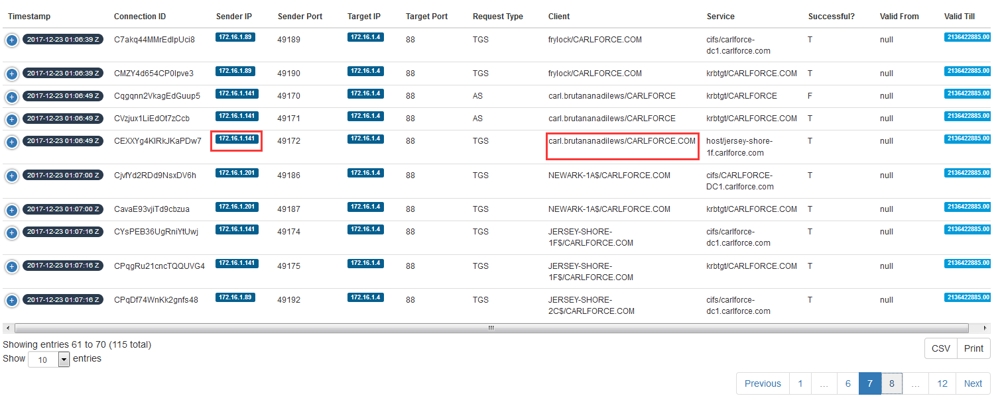 Timestamp Connection ID Sender IP Sender Port Target IP Target Port Request Type Client Service Successful? Valid From Valid Till
2017-12-23 01:06:39 Z C7akq44MMrEdIpUci8 172.16.1.89 49189 172.16.1.4 88 TGS frylock/CARLFORCE.COM cifs/carlforce- T null 2136422885.00
dc1.carlforce.com
2017-12-23 01:06:39 Z CMZY4d654CP0Ipve3 172.16.1.89 49190 172.16.1.4 88 TGS frylock/CARLFORCE.COM krbtgt/CARLFORCE.COM T null 2136422885.00
2017-12-23 01:06:49 Z Cqgqnn2VkagEdGuup5 172.16.1.141 49170 172.16.1.4 88 AS carl.brutananadilews/CARLFORCE krbtgt/CARLFORCE F null 2136422885.00
2017-12-23 01:06:49 Z CVzjux1LiEdOt7zCcb 172.16.1.141 49171 172.16.1.4 88 AS carl.brutananadilews/CARLFORCE krbtgt/CARLFORCE.COM T null 2136422885.00
2017-12-23 01:06:49 Z CEXXYg4KIRkJKaPDw7 172.16.1.141 49172 172.16.1.4 88 TGS carl.brutananadilews/CARLFORCE.COM host/jersey-shore- T null 2136422885.00
1f.carlforce.com
2017-12-23 01:07:00 Z CjvfYd2RDd9NsxDV6h 172.16.1.201 49186 172.16.1.4 88 TGS NEWARK-1A$/CARLFORCE.COM cifs/CARLFORCE- T null 2136422885.00
DC1.carlforce.com
2017-12-23 01:07:00 Z CavaE93vjiTd9cbzua 172.16.1.201 49187 172.16.1.4 88 TGS NEWARK-1A$/CARLFORCE.COM krbtgt/CARLFORCE.COM T null 2136422885.00
2017-12-23 01:07:16 Z CYsPEB36UgRniYtUwj 172.16.1.141 49174 172.16.1.4 88 TGS JERSEY-SHORE- cifs/carlforce- T null 2136422885.00
1F$/CARLFORCE.COM dc1.carlforce.com
2017-12-23 01:07:16 Z CPqgRu21cncTQQUVG4 172.16.1.141 49175 172.16.1.4 88 TGS JERSEY-SHORE- krbtgt/CARLFORCE.COM T null 2136422885.00
1F$/CARLFORCE.COM
2017-12-23 01:07:16 Z CPqDf74WnKk2gnfs48 172.16.1.89 49192 172.16.1.4 88 TGS JERSEY-SHORE- cifs/carlforce- T null 2136422885.00
2C$/CARLFORCE.COM dc1.carlforce.com
Showing entries 61 to 70 (115 total) CSV Print
Show 10 entries
Previous 1 ... 6 7 8 ... 12 Next